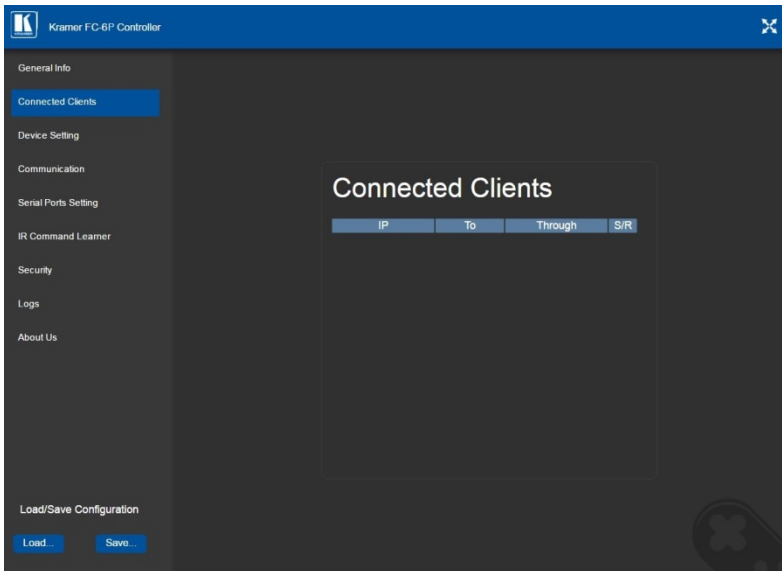 Kramer FC-6P Controller
General Info
Connected Clients
Device Setting
Communication
Serial Ports Setting
IR Command Learner
Security
Logs
About Us
Load/Save Configuration
Load... Save...
Connected Clients
IP To Through S/R